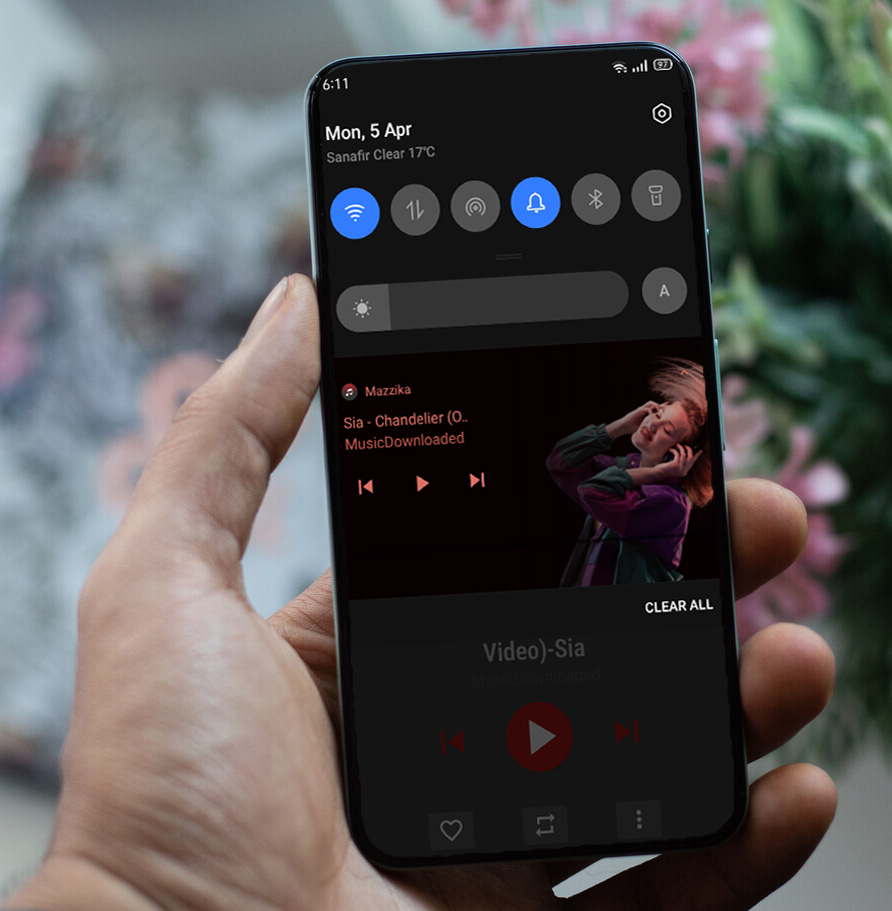 6:11
97
Mon, 5 Apr
Sanafir Clear 17°C
A
Mazzika
Sia - Chandelier (O..
MusicDownloaded
CLEAR ALL
Video)-Sia
MusicDownloaded